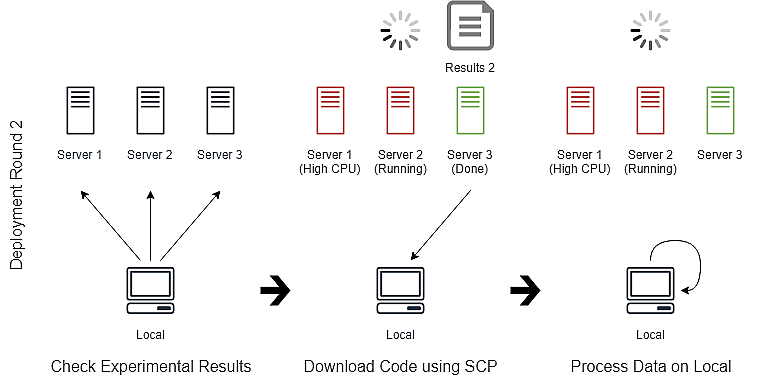 Deployment Round 2
Server 1
Server 2
Server 3
Local
Check Experimental Results
Results 2
Server 1
(High CPU)
Server 2
(Running)
Server 3
(Done)
Local
Download Code using SCP
Server 1
(High CPU)
Server 2
(Running)
Server 3
Local
Process Data on Local